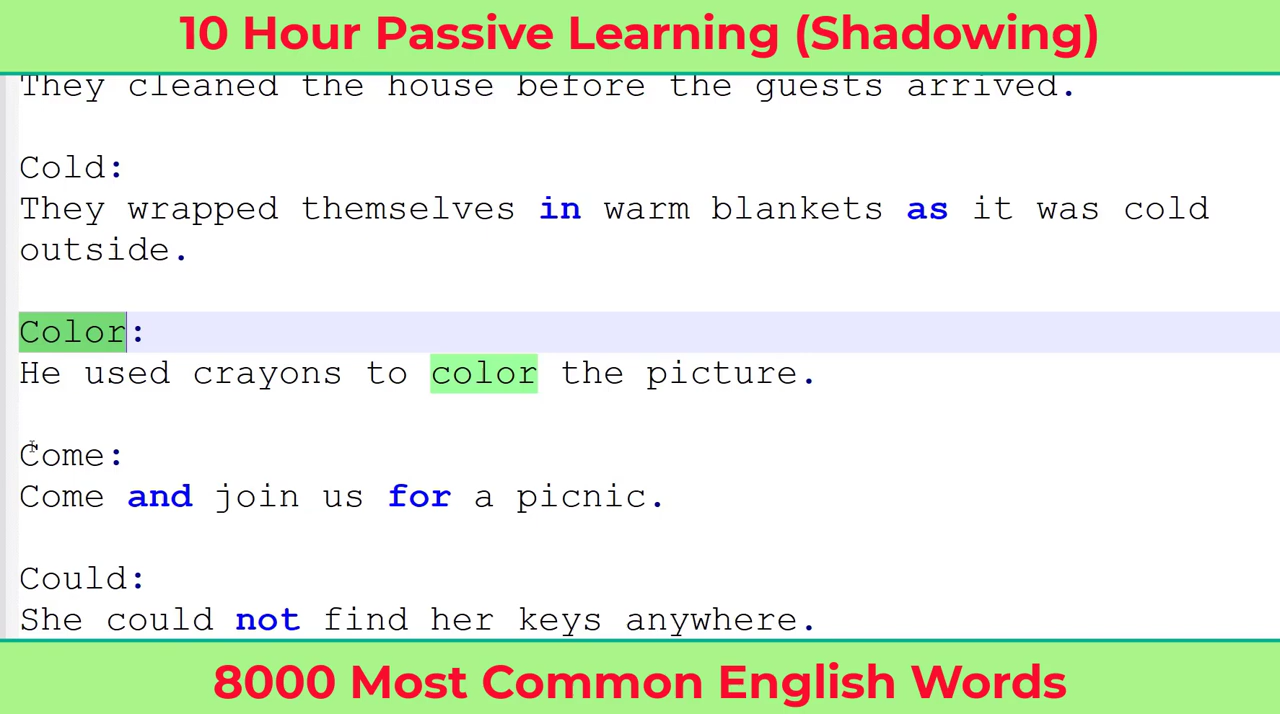 10 Hour Passive Learning (Shadowing)
They cleaned the house before the guests arrived.
Cold:
They wrapped themselves in warm blankets as it was cold
outside.
Color:
He used crayons to color the picture.
Come:
Come and join us for a picnic.
Could:
She could not find her keys anywhere.
8000 Most Common English Words